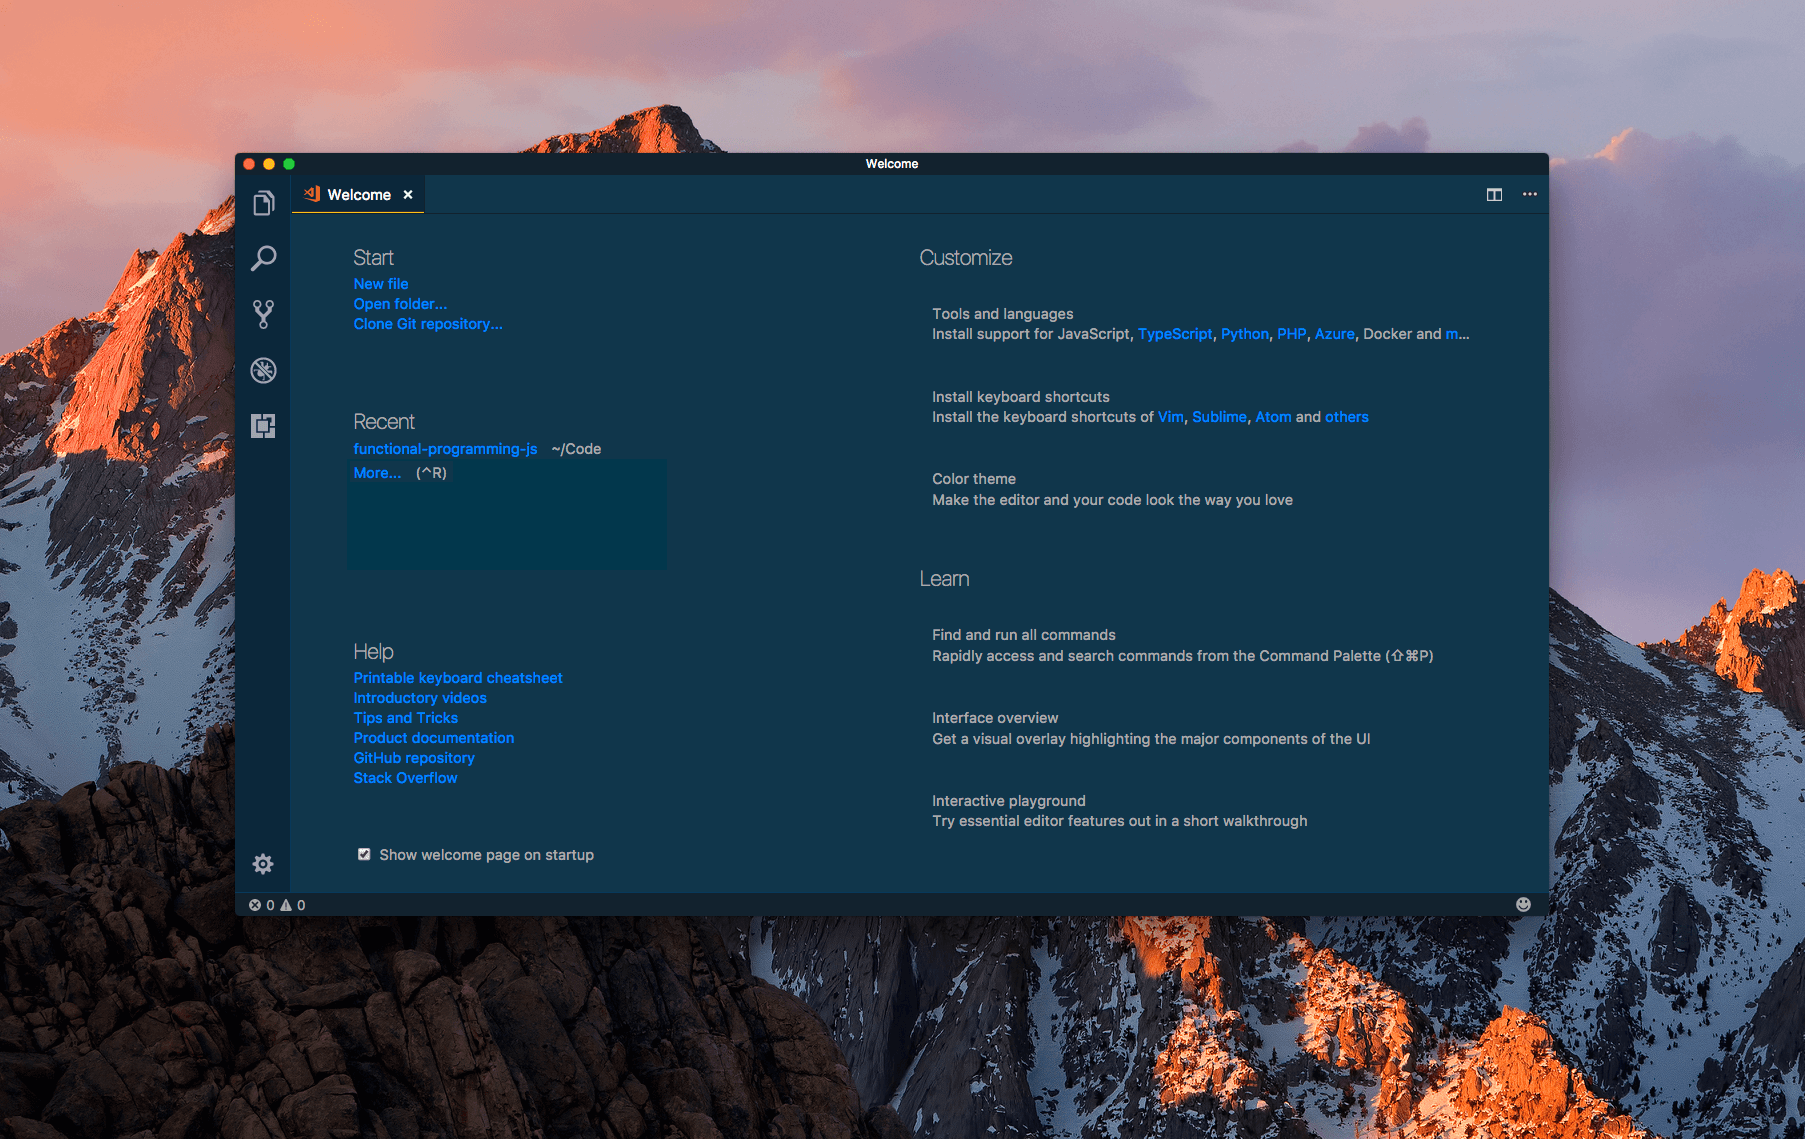 Welcome
Welcome
Start
New file
Open folder...
Clone Git repository...
Recent
functional-programming-js ~/Code
More... (^R)
Help
Printable keyboard cheatsheet
Introductory videos
Tips and Tricks
Product documentation
GitHub repository
Stack Overflow
Show welcome page on startup
Customize
Tools and languages
Install support for JavaScript, TypeScript, Python, PHP, Azure, Docker and m...
Install keyboard shortcuts
Install the keyboard shortcuts of Vim, Sublime, Atom and others
Color theme
Make the editor and your code look the way you love
Learn
Find and run all commands
Rapidly access and search commands from the Command Palette (⇧⌘P)
Interface overview
Get a visual overlay highlighting the major components of the UI
Interactive playground
Try essential editor features out in a short walkthrough
0 0